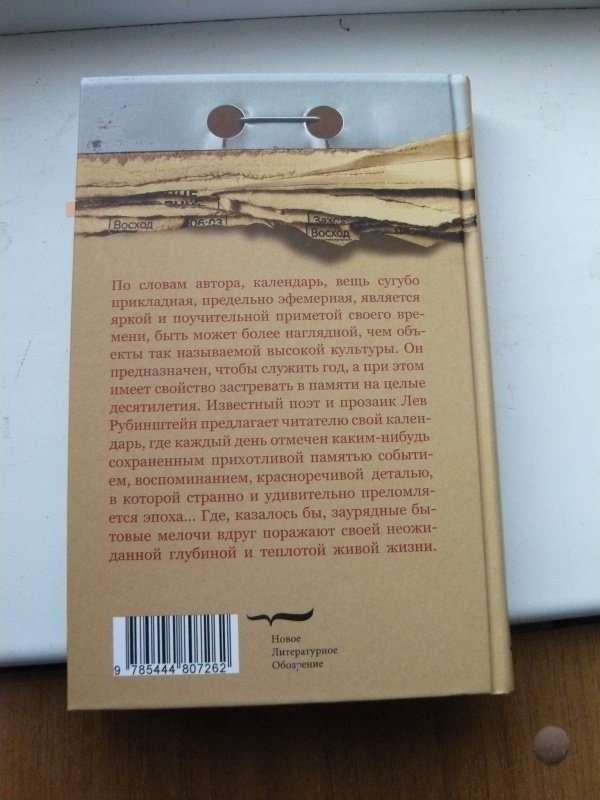 Восход
06:03
Заход
Восход
По словам автора, календарь, вещь сугубо
прикладная, предельно эфемерная, является
яркой и поучительной приметой своего вре-
мени, быть может более наглядной, чем объ-
екты так называемой высокой культуры. Он
предназначен, чтобы служить год, а при этом
имеет свойство застревать в памяти на целые
десятилетия. Известный поэт и прозаик Лев
Рубинштейн предлагает читателю свой кален-
дарь, где каждый день отмечен каким-нибудь
сохраненным прихотливой памятью событи-
ем, воспоминанием, красноречивой деталью,
в которой странно и удивительно преломля-
ется эпоха... Где, казалось бы, заурядные бы-
товые мелочи вдруг поражают своей неожи-
данной глубиной и теплотой живой жизни.
9 785444 807262
Новое
Литературное
Обозрение